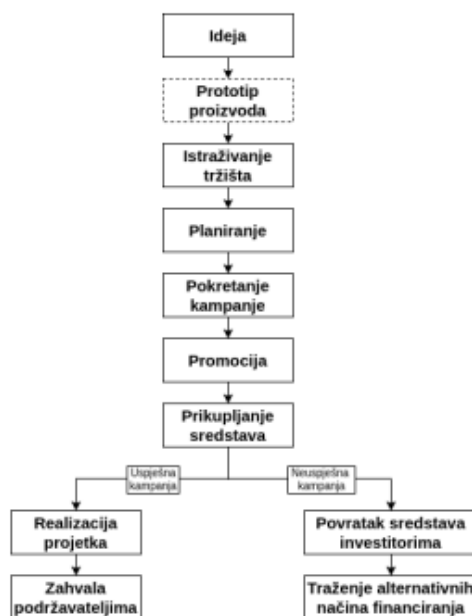 Ideja
Prototip
proizvoda
Istraživanje
tržišta
Planiranje
Pokretanje
kampanje
Promocija
Prikupljanje
sredstava
Uspješna
kampanja
Neuspješna
kampanja
Realizacija
projetka
Povratak sredstava
investitorima
Zahvala
podržavateljima
Traženje alternativnih
načina financiranja